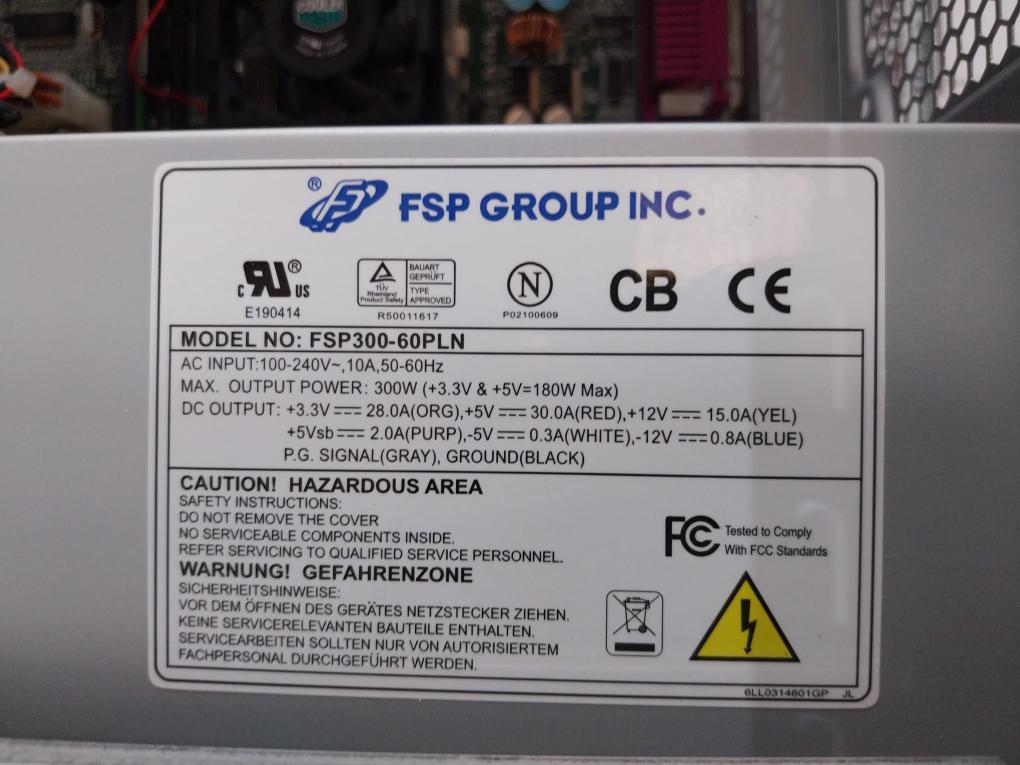 COOLER
® FSP GROUP INC.
c RU ® US
E190414
TÜV
Rheinland
Product Safety
BAUART
GEPRÜFT
TYPE
APPROVED
R50011617
N
P02100609
CB
CE
MODEL NO: FSP300-60PLN
AC INPUT:100-240V~,10A,50-60Hz
MAX. OUTPUT POWER: 300W (+3.3V & +5V=180W Max)
DC OUTPUT: +3.3V ⎓ 28.0A(ORG),+5V ⎓ 30.0A(RED),+12V ⎓ 15.0A(YEL)
+5Vsb ⎓ 2.0A(PURP),-5V ⎓ 0.3A(WHITE),-12V ⎓ 0.8A(BLUE)
P.G. SIGNAL(GRAY), GROUND(BLACK)
CAUTION! HAZARDOUS AREA
SAFETY INSTRUCTIONS:
DO NOT REMOVE THE COVER
NO SERVICEABLE COMPONENTS INSIDE.
REFER SERVICING TO QUALIFIED SERVICE PERSONNEL.
WARNUNG! GEFAHRENZONE
SICHERHEITSHINWEISE:
VOR DEM ÖFFNEN DES GERÄTES NETZSTECKER ZIEHEN.
KEINE SERVICERELEVANTEN BAUTEILE ENTHALTEN.
SERVICEARBEITEN SOLLTEN NUR VON AUTORISIERTEM
FACHPERSONAL DURCHGEFÜHRT WERDEN.
FC Tested to Comply
With FCC Standards
6LL0314601GP JL